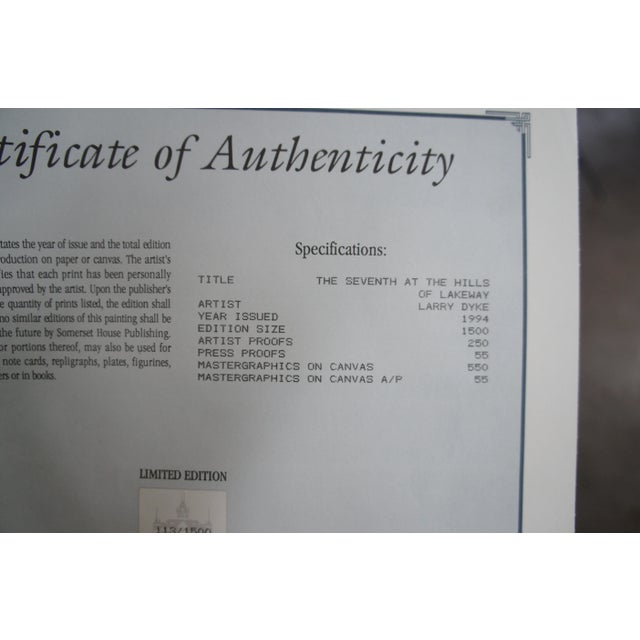 tificate of Authenticity
tates the year of issue and the total edition
roduction on paper or canvas. The artist's
ies that each print has been personally
approved by the artist. Upon the publisher's
e quantity of prints listed, the edition shall
no similar editions of this painting shall be
the future by Somerset House Publishing.
or portions thereof, may also be used for
note cards, repligraphs, plates, figurines,
ers or in books.
Specifications:
TITLE THE SEVENTH AT THE HILLS
OF LAKEWAY
ARTIST LARRY DYKE
YEAR ISSUED 1994
EDITION SIZE 1500
ARTIST PROOFS 250
PRESS PROOFS 55
MASTERGRAPHICS ON CANVAS 550
MASTERGRAPHICS ON CANVAS A/P 55
LIMITED EDITION
113/1500